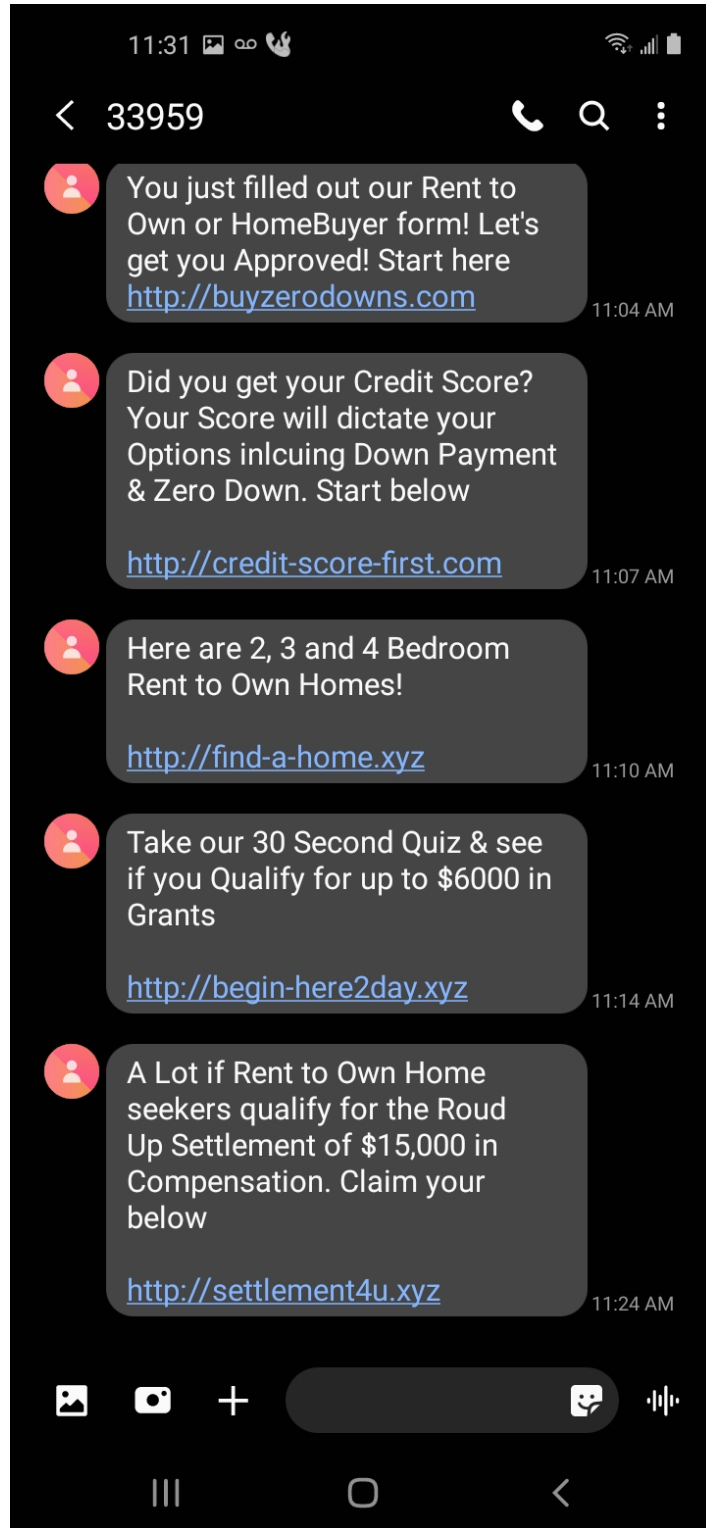 11:31
33959
You just filled out our Rent to
Own or HomeBuyer form! Let's
get you Approved! Start here
http://buyzerodowns.com
11:04 AM
Did you get your Credit Score?
Your Score will dictate your
Options inlcuing Down Payment
& Zero Down. Start below
http://credit-score-first.com
11:07 AM
Here are 2, 3 and 4 Bedroom
Rent to Own Homes!
http://find-a-home.xyz
11:10 AM
Take our 30 Second Quiz & see
if you Qualify for up to $6000 in
Grants
http://begin-here2day.xyz
11:14 AM
A Lot if Rent to Own Home
seekers qualify for the Roud
Up Settlement of $15,000 in
Compensation. Claim your
below
http://settlement4u.xyz
11:24 AM